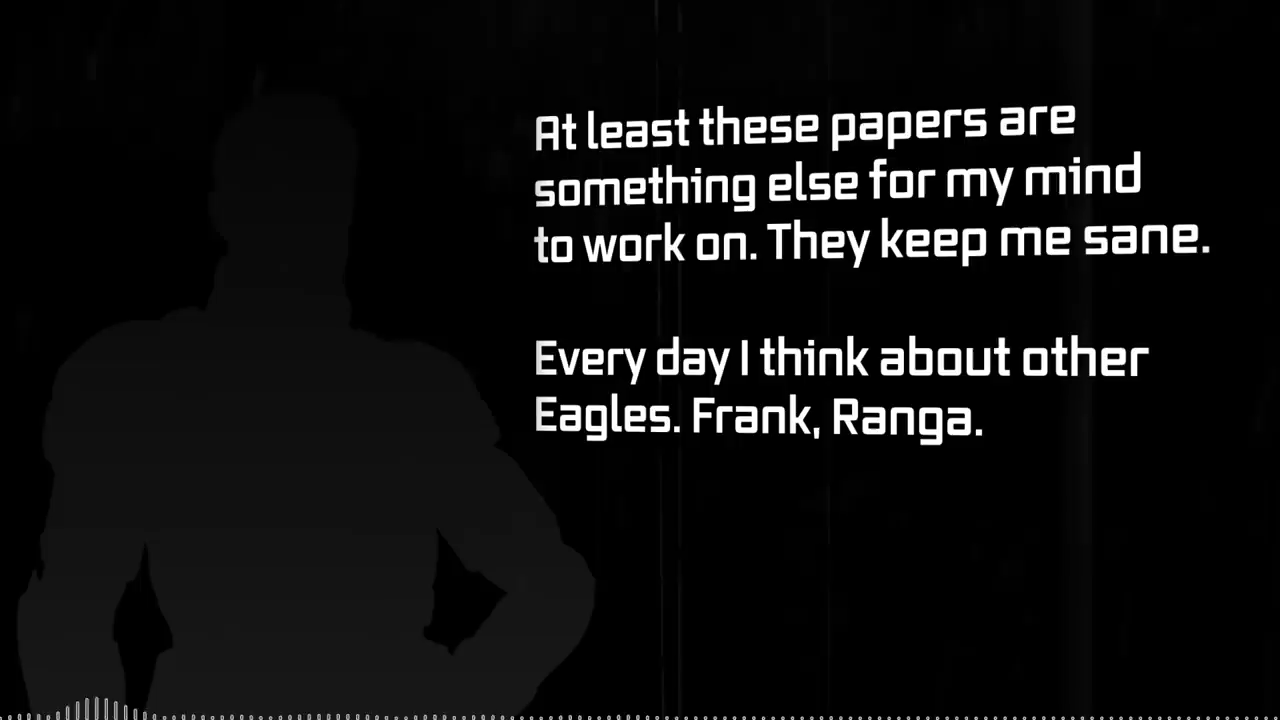 At least these papers are
something else for my mind
to work on. They keep me sane.
Every day I think about other
Eagles. Frank, Ranga.